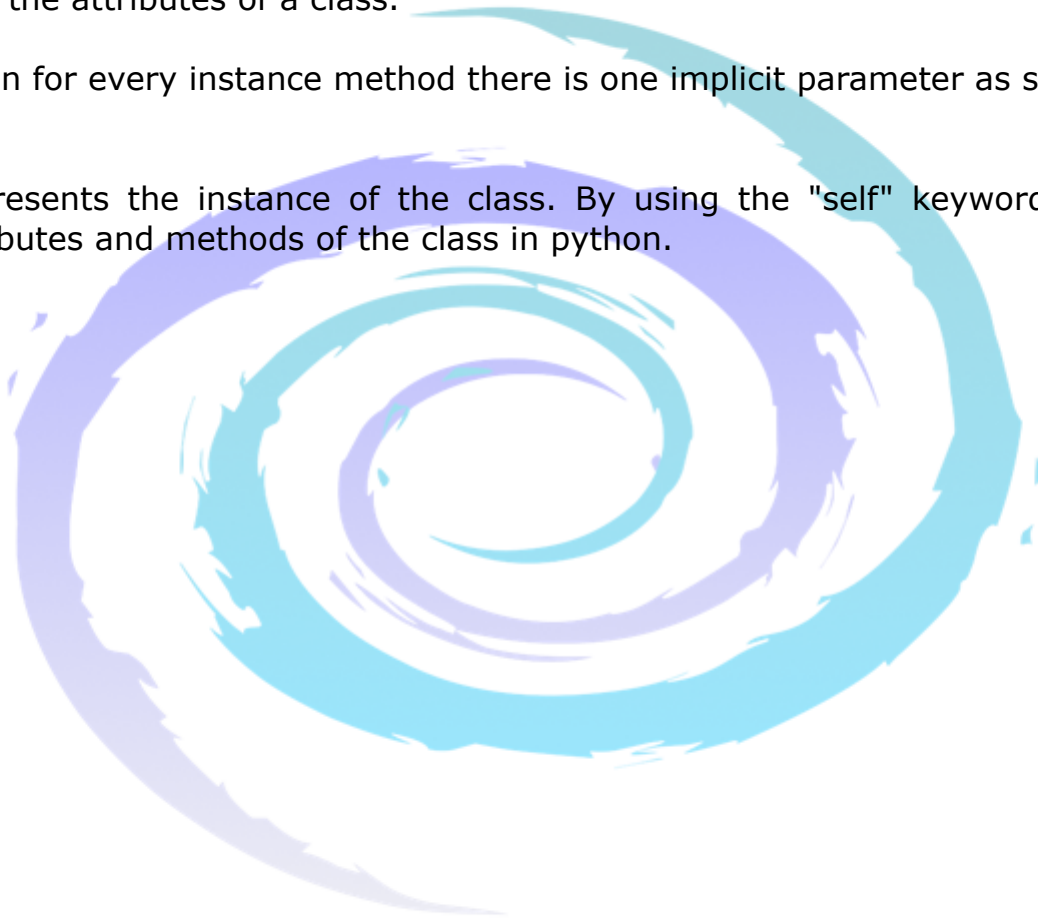 the attributes of a class.
n for every instance method there is one implicit parameter as s
resents the instance of the class. By using the "self" keyword
butes and methods of the class in python.